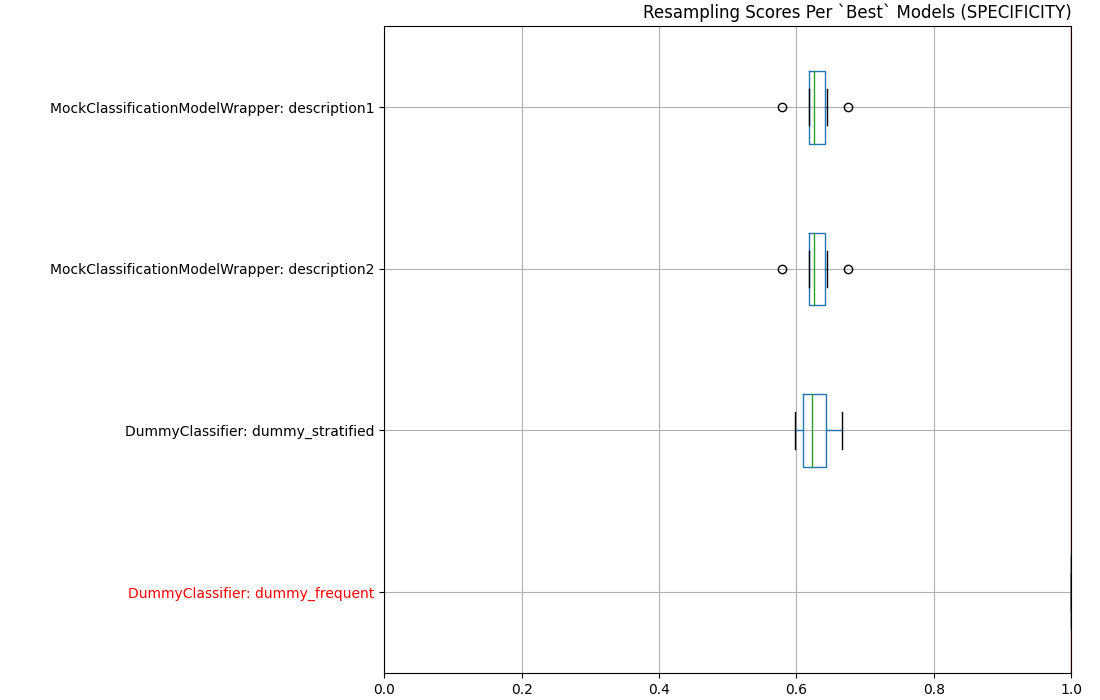 Resampling Scores Per `Best` Models (SPECIFICITY)
MockClassificationModelWrapper: description1
MockClassificationModelWrapper: description2
DummyClassifier: dummy_stratified
DummyClassifier: dummy_frequent
0.0 0.2 0.4 0.6 0.8 1.0